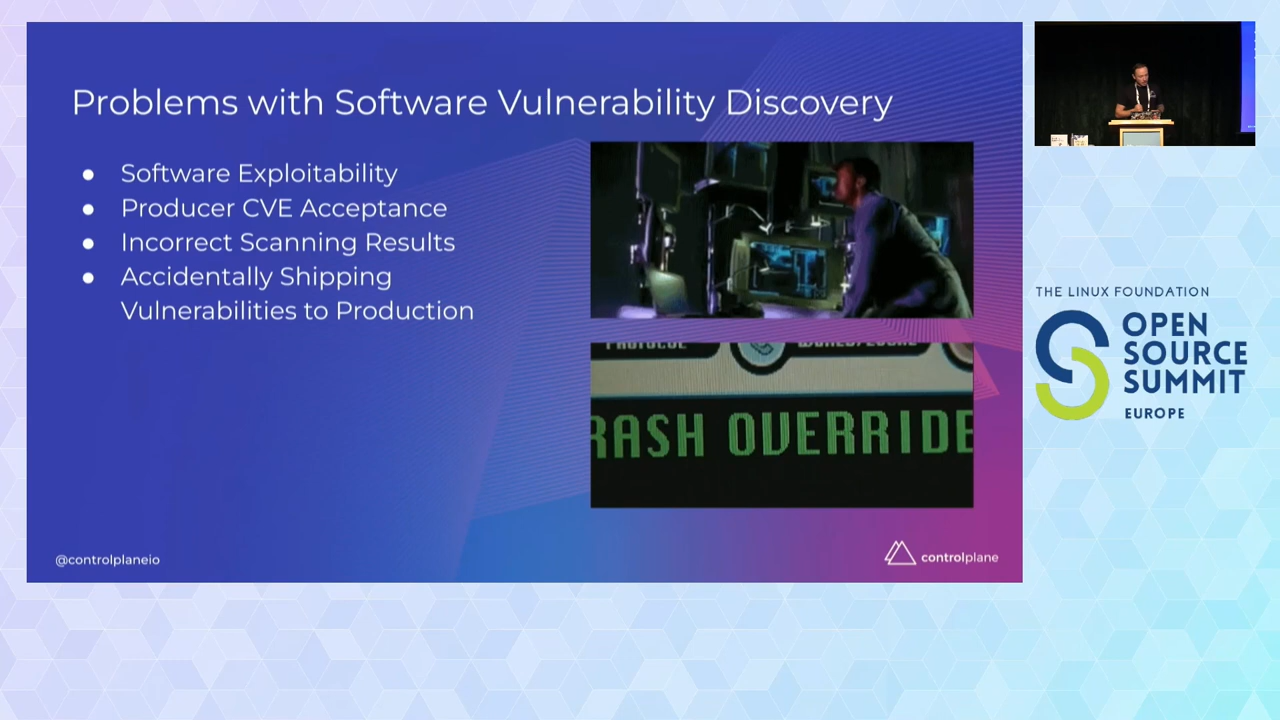 Problems with Software Vulnerability Discovery
● Software Exploitability
● Producer CVE Acceptance
● Incorrect Scanning Results
● Accidentally Shipping
Vulnerabilities to Production
PROTOCOL
RASH OVERRIDE
@controlplaneio
controlplane
THE LINUX FOUNDATION
OPEN
SOURCE
SUMMIT
EUROPE